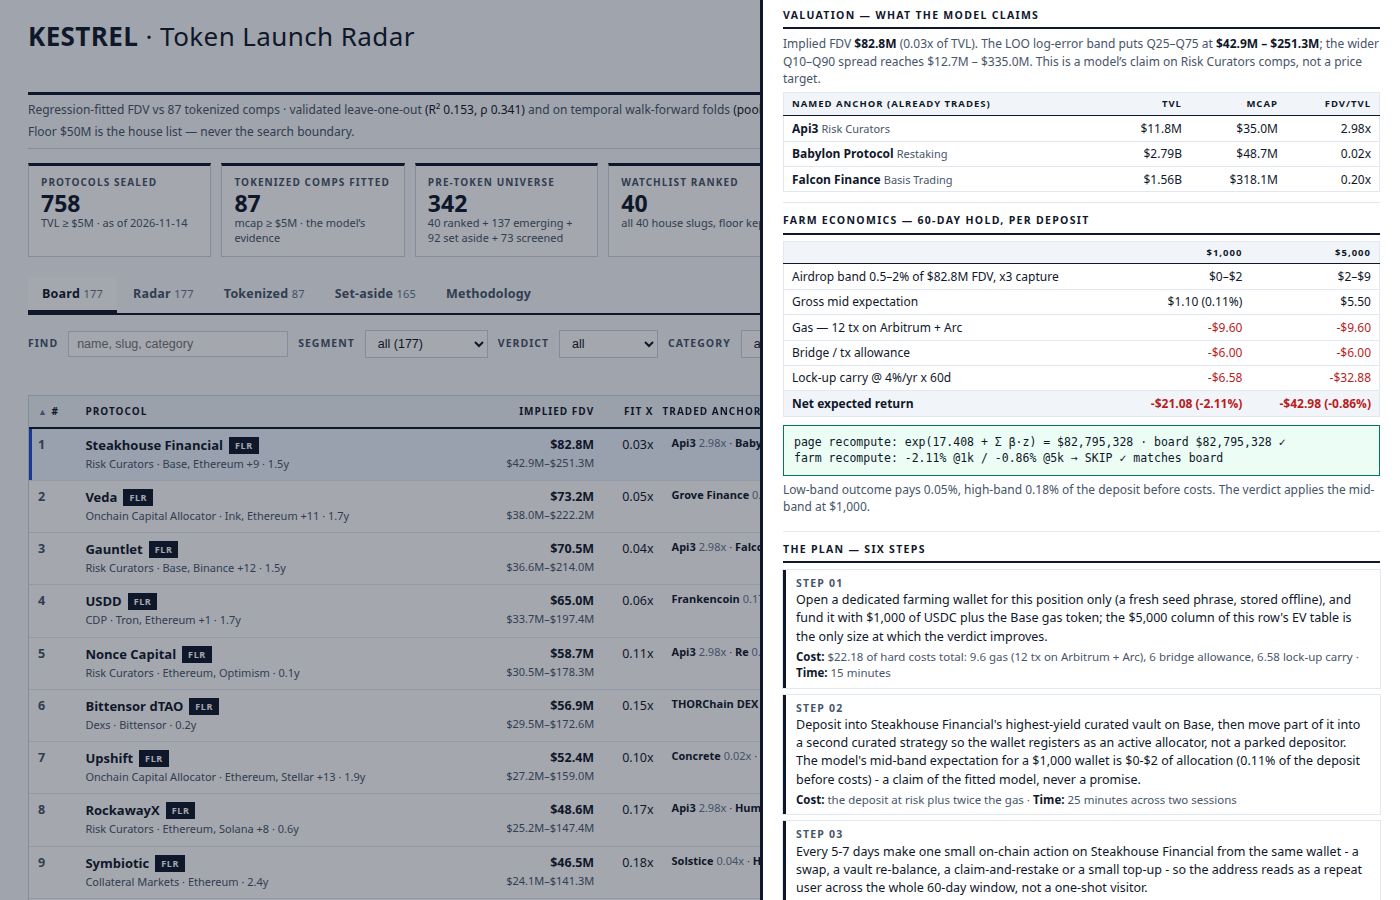 KESTREL · Token Launch Radar
Regression-fitted FDV vs 87 tokenized comps · validated leave-one-out (R² 0.153, ρ 0.341) and on temporal walk-forward folds (pool
Floor $50M is the house list — never the search boundary.
PROTOCOLS SEALED
758
TVL ≥ $5M · as of 2026-11-14
TOKENIZED COMPS FITTED
87
mcap ≥ $5M · the model's
evidence
PRE-TOKEN UNIVERSE
342
40 ranked + 137 emerging +
92 set aside + 73 screened
WATCHLIST RANKED
40
all 40 house slugs, floor kep
Board 177 Radar 177 Tokenized 87 Set-aside 165 Methodology
FIND name, slug, category SEGMENT all (177) VERDICT all CATEGORY a
▲ # PROTOCOL IMPLIED FDV FIT X TRADED ANCHOR
1 Steakhouse Financial FLR $82.8M 0.03x Api3 2.98x · Baby
Risk Curators · Base, Ethereum +9 · 1.5y $42.9M–$251.3M
2 Veda FLR $73.2M 0.05x Grove Finance 0.
Onchain Capital Allocator · Ink, Ethereum +11 · 1.7y $38.0M–$222.2M
3 Gauntlet FLR $70.5M 0.04x Api3 2.98x · Falco
Risk Curators · Base, Binance +12 · 1.5y $36.6M–$214.0M
4 USDD FLR $65.0M 0.06x Frankencoin 0.17
CDP · Tron, Ethereum +1 · 1.7y $33.7M–$197.4M
5 Nonce Capital FLR $58.7M 0.11x Api3 2.98x · Re 0.
Risk Curators · Ethereum, Optimism · 0.1y $30.5M–$178.3M
6 Bittensor dTAO FLR $56.9M 0.15x THORChain DEX
Dexs · Bittensor · 0.2y $29.5M–$172.6M
7 Upshift FLR $52.4M 0.10x Concrete 0.02x ·
Onchain Capital Allocator · Ethereum, Stellar +13 · 1.9y $27.2M–$159.0M
8 RockawayX FLR $48.6M 0.17x Api3 2.98x · Hum
Risk Curators · Ethereum, Solana +8 · 0.6y $25.2M–$147.4M
9 Symbiotic FLR $46.5M 0.18x Solstice 0.04x · H
Collateral Markets · Ethereum · 2.4y $24.1M–$141.3M
VALUATION — WHAT THE MODEL CLAIMS
Implied FDV $82.8M (0.03x of TVL). The LOO log-error band puts Q25–Q75 at $42.9M – $251.3M; the wider
Q10–Q90 spread reaches $12.7M – $335.0M. This is a model's claim on Risk Curators comps, not a price
target.
NAMED ANCHOR (ALREADY TRADES) TVL MCAP FDV/TVL
Api3 Risk Curators $11.8M $35.0M 2.98x
Babylon Protocol Restaking $2.79B $48.7M 0.02x
Falcon Finance Basis Trading $1.56B $318.1M 0.20x
FARM ECONOMICS — 60-DAY HOLD, PER DEPOSIT
$1,000 $5,000
Airdrop band 0.5–2% of $82.8M FDV, x3 capture $0–$2 $2–$9
Gross mid expectation $1.10 (0.11%) $5.50
Gas — 12 tx on Arbitrum + Arc -$9.60 -$9.60
Bridge / tx allowance -$6.00 -$6.00
Lock-up carry @ 4%/yr x 60d -$6.58 -$32.88
Net expected return -$21.08 (-2.11%) -$42.98 (-0.86%)
page recompute: exp(17.408 + Σ β·z) = $82,795,328 · board $82,795,328 ✓
farm recompute: -2.11% @1k / -0.86% @5k → SKIP ✓ matches board
Low-band outcome pays 0.05%, high-band 0.18% of the deposit before costs. The verdict applies the mid-
band at $1,000.
THE PLAN — SIX STEPS
STEP 01
Open a dedicated farming wallet for this position only (a fresh seed phrase, stored offline), and
fund it with $1,000 of USDC plus the Base gas token; the $5,000 column of this row's EV table is
the only size at which the verdict improves.
Cost: $22.18 of hard costs total: 9.6 gas (12 tx on Arbitrum + Arc), 6 bridge allowance, 6.58 lock-up carry ·
Time: 15 minutes
STEP 02
Deposit into Steakhouse Financial's highest-yield curated vault on Base, then move part of it into
a second curated strategy so the wallet registers as an active allocator, not a parked depositor.
The model's mid-band expectation for a $1,000 wallet is $0-$2 of allocation (0.11% of the deposit
before costs) - a claim of the fitted model, never a promise.
Cost: the deposit at risk plus twice the gas · Time: 25 minutes across two sessions
STEP 03
Every 5-7 days make one small on-chain action on Steakhouse Financial from the same wallet - a
swap, a vault re-balance, a claim-and-restake or a small top-up - so the address reads as a repeat
user across the whole 60-day window, not a one-shot visitor.